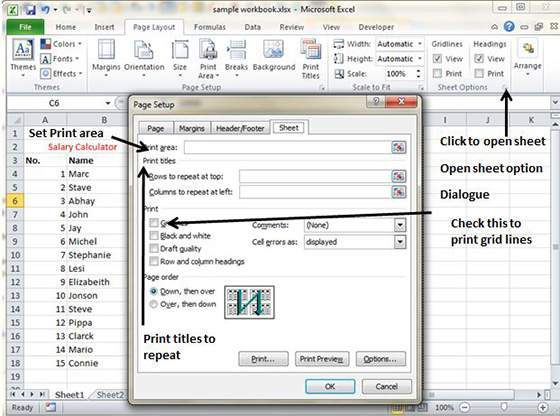 sample workbook.xlsx - Microsoft Excel
File Home Insert Page Layout Formulas Data Review View
Colors Fonts Effects Themes
Margins Orientation Size Print Area Breaks Background Print Titles
Width: Automatic
Height: Automatic
Scale: 100%
Gridlines Headings
View View
Print Print
Arrange
Themes Page Setup Scale to Fit Sheet Options
C6
A B I J K
1
2 Salary Calculator
3 No. Name
4 1 Marc
5 2 Stave
6 3 Abhay
7 4 John
8 5 Jay
9 6 Michel
10 7 Stephanie
11 8 Lesi
12 9 Elizabeth
13 10 Jonson
14 11 Steve
15 12 Pippa
16 13 Clarck
17 14 Mario
18 15 Connie
Page Setup
Page Margins Header/Footer Sheet
Print area:
Print titles
Rows to repeat at top:
Columns to repeat at left:
Print
Comments: (None)
Black and white
Cell errors as: displayed
Draft quality
Row and column headings
Page order
Down, then over
Over, then down
Print... Print Preview Options...
OK Cancel
Set Print area
Print titles to
repeat
Click to open sheet
Open sheet option
Dialogue
Check this to
print grid lines
Sheet1 Sheet2
Ready 100%